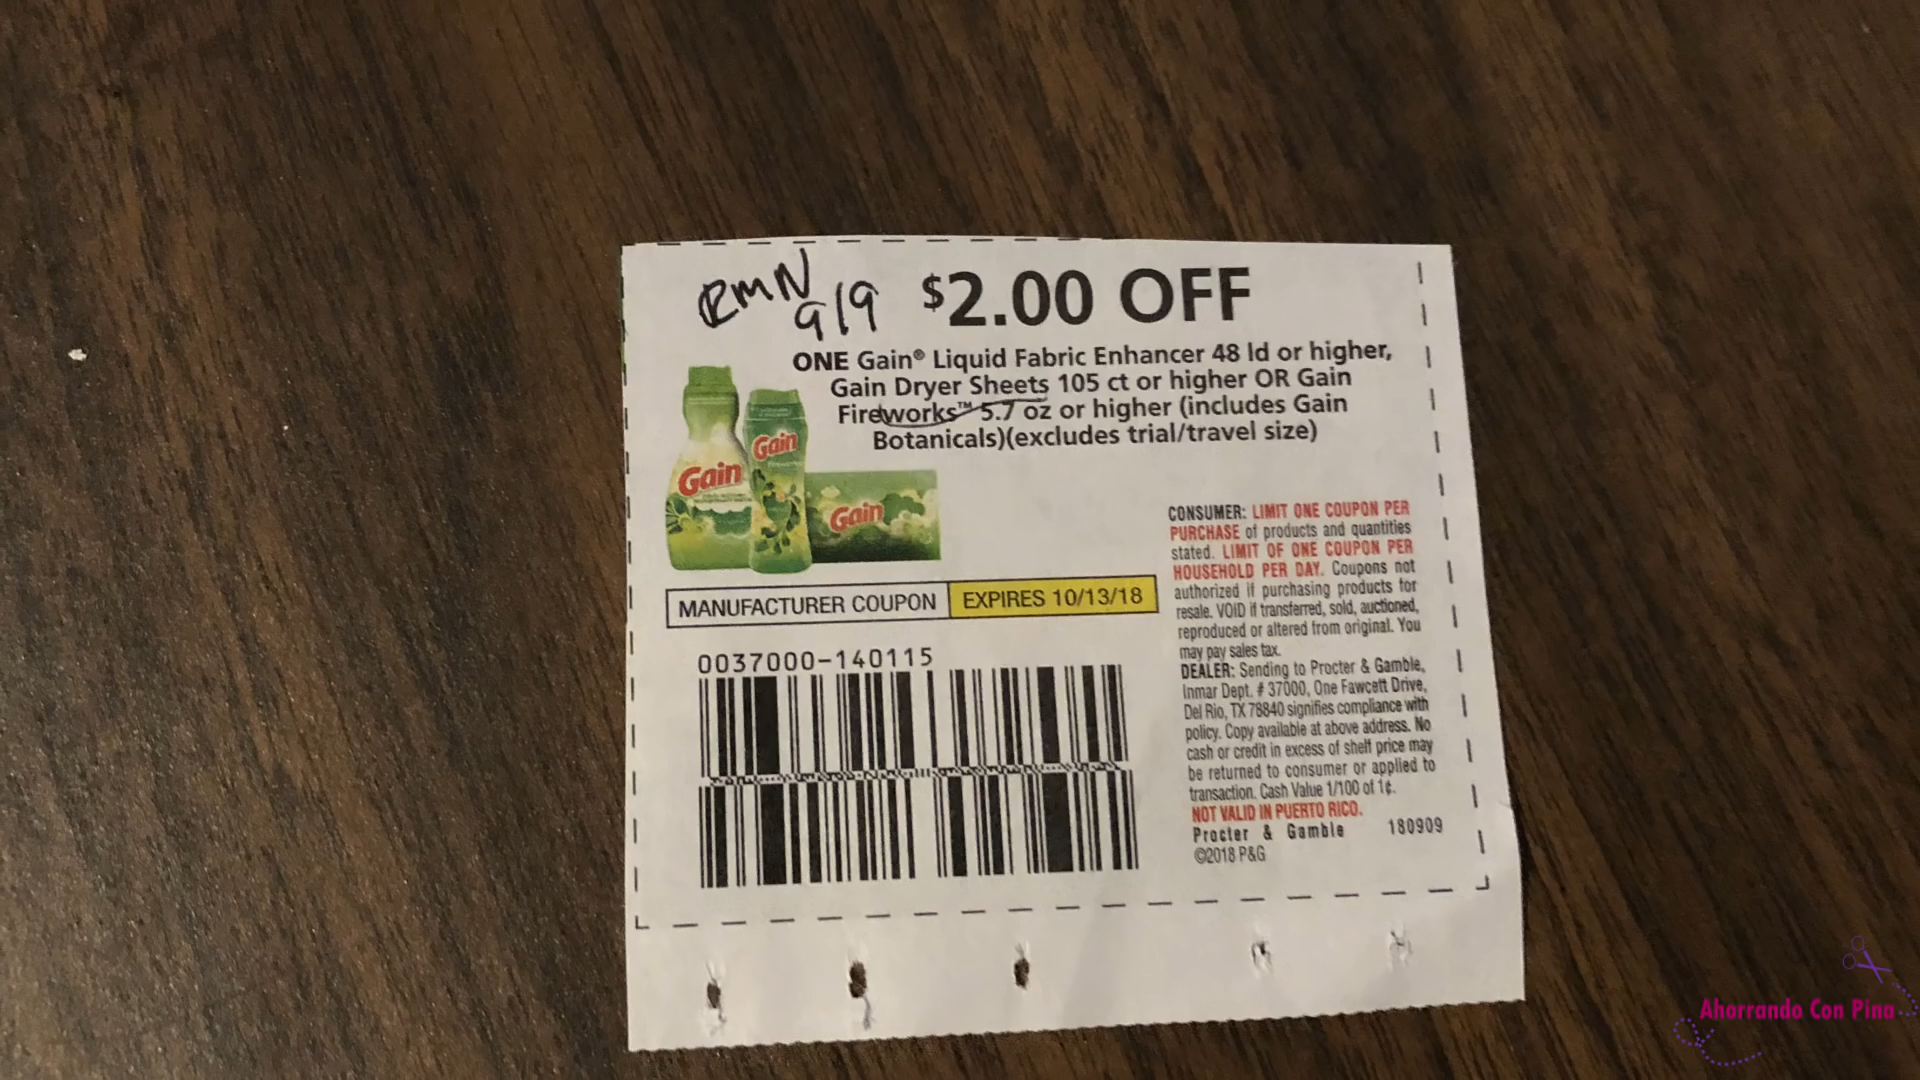 RMN
9/9
$2.00 OFF
ONE Gain® Liquid Fabric Enhancer 48 ld or higher,
Gain Dryer Sheets 105 ct or higher OR Gain
Fireworks™ 5.7 oz or higher (includes Gain
Botanicals)(excludes trial/travel size)
Gain
Gain
Gain
MANUFACTURER COUPON
EXPIRES 10/13/18
0037000-140115
CONSUMER: LIMIT ONE COUPON PER
PURCHASE of products and quantities
stated. LIMIT OF ONE COUPON PER
HOUSEHOLD PER DAY. Coupons not
authorized if purchasing products for
resale. VOID if transferred, sold, auctioned,
reproduced or altered from original. You
may pay sales tax.
DEALER: Sending to Procter & Gamble,
Inmar Dept. # 37000, One Fawcett Drive,
Del Rio, TX 78840 signifies compliance with
policy. Copy available at above address. No
cash or credit in excess of shelf price may
be returned to consumer or applied to
transaction. Cash Value 1/100 of 1¢.
NOT VALID IN PUERTO RICO.
Procter & Gamble 180909
©2018 P&G
Ahorrando Con Pina